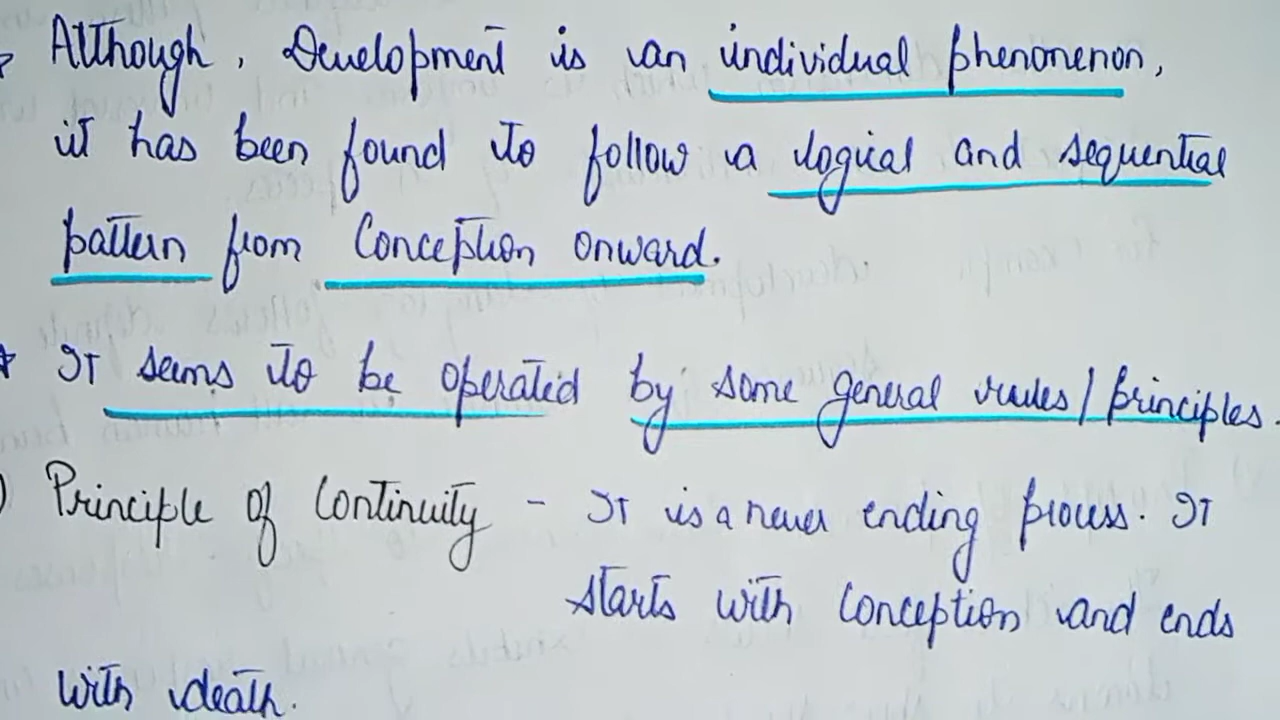 Although, Development is an individual phenomenon,
it has been found to follow a logical and sequential
pattern from Conception onward.
* It seems to be operated by some general rules/principles.
) Principle of Continuity - It is a never ending process. It
starts with conception and ends
with death.